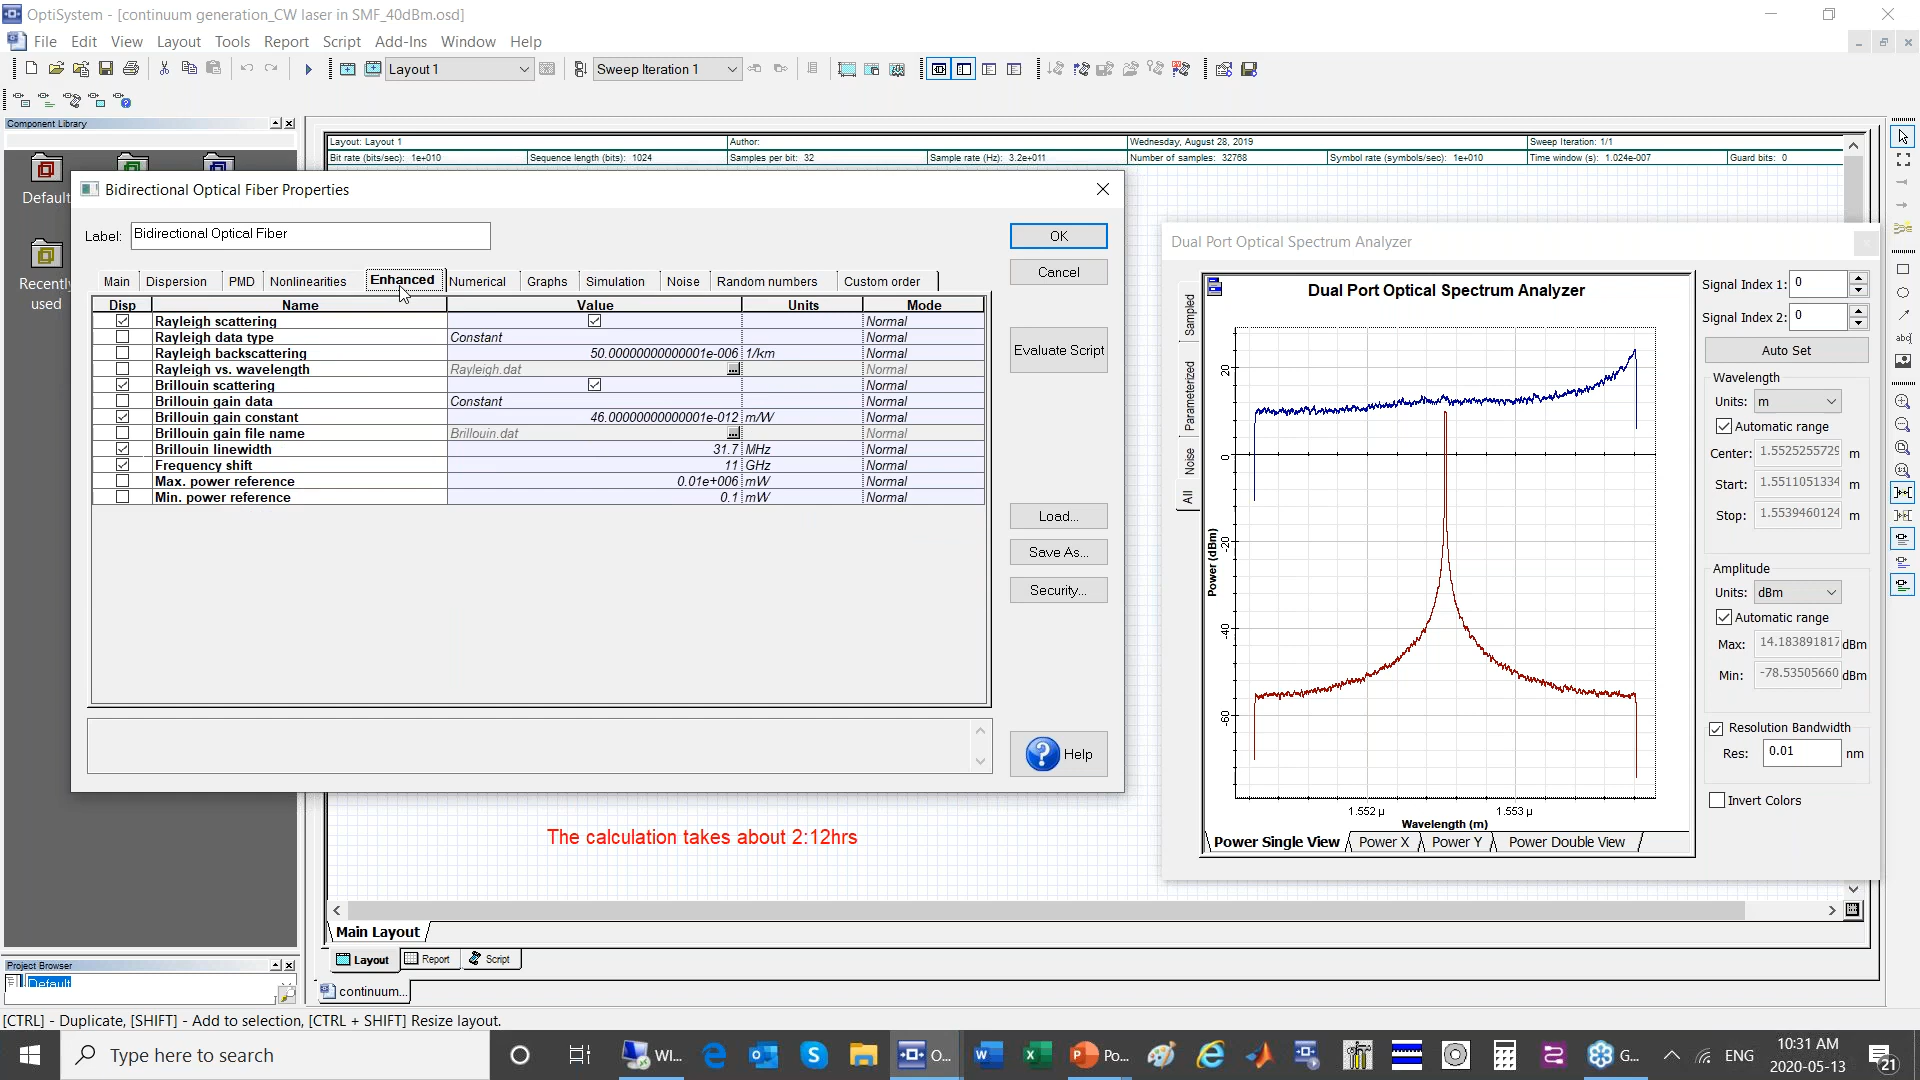 OptiSystem - [continuum generation_CW laser in SMF_40dBm.osd]
File Edit View Layout Tools Report Script Add-Ins Window Help
Layout 1 Sweep Iteration 1
Component Library
Default
Recently
used
Layout: Layout 1 Author: Wednesday, August 28, 2019 Sweep Iteration: 1/1
Bit rate (bits/sec): 1e+010 Sequence length (bits): 1024 Samples per bit: 32 Sample rate (Hz): 3.2e+011 Number of samples: 32768 Symbol rate (symbols/sec): 1e+010 Time window (s): 1.024e-007 Guard bits: 0
Bidirectional Optical Fiber Properties
Label: Bidirectional Optical Fiber
OK
Cancel
Evaluate Script
Load...
Save As...
Security...
Help
Main Dispersion PMD Nonlinearities Enhanced Numerical Graphs Simulation Noise Random numbers Custom order
Disp Name Value Units Mode
Rayleigh scattering Normal
Rayleigh data type Constant Normal
Rayleigh backscattering 50.00000000000001e-006 1/km Normal
Rayleigh vs. wavelength Rayleigh.dat ... Normal
Brillouin scattering Normal
Brillouin gain data Constant Normal
Brillouin gain constant 46.00000000000001e-012 m/W Normal
Brillouin gain file name Brillouin.dat ... Normal
Brillouin linewidth 31.7 MHz Normal
Frequency shift 11 GHz Normal
Max. power reference 0.01e+006 mW Normal
Min. power reference 0.1 mW Normal
Dual Port Optical Spectrum Analyzer
Dual Port Optical Spectrum Analyzer
Sampled
Parameterized
Noise
All
Power (dBm)
20
0
-20
-40
-60
1.552 µ 1.553 µ
Wavelength (m)
Power Single View Power X Power Y Power Double View
Signal Index 1: 0
Signal Index 2: 0
Auto Set
Wavelength
Units: m
Automatic range
Center: 1.5525255729 m
Start: 1.5511051334 m
Stop: 1.5539460124 m
Amplitude
Units: dBm
Automatic range
Max: 14.183891817 dBm
Min: -78.53505660 dBm
Resolution Bandwidth
Res: 0.01 nm
Invert Colors
The calculation takes about 2:12hrs
Main Layout
Layout Report Script
continuum...
Project Browser
Default
[CTRL] - Duplicate, [SHIFT] - Add to selection, [CTRL + SHIFT] Resize layout.
Type here to search
WI... O... Po... G...
ENG
10:31 AM
2020-05-13
21